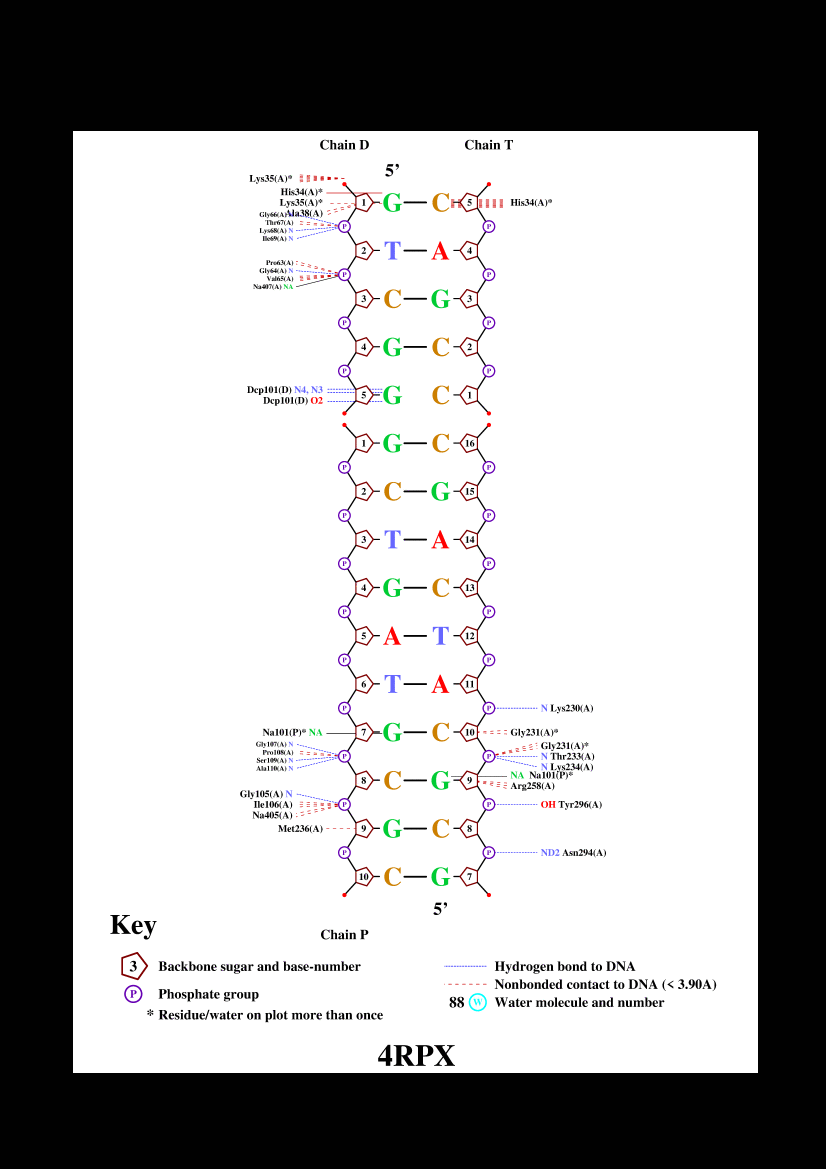 Chain D Chain T
5’
Lys35(A)*
His34(A)*
Lys35(A)* 1 G C 5 His34(A)*
Ala38(A)
Gly66(A) N
Thr67(A)
Lys68(A) N P P
Ile69(A) N
2 T A 4
Pro63(A)
Gly64(A) N P P
Val65(A)
Na407(A) NA
3 C G 3
P P
4 G C 2
P P
Dcp101(D) N4, N3
5 G C 1
Dcp101(D) O2
1 G C 16
P P
2 C G 15
P P
3 T A 14
P P
4 G C 13
P P
5 A T 12
P P
6 T A 11
P P N Lys230(A)
Na101(P)* NA 7 G C 10 Gly231(A)*
Gly107(A) N Gly231(A)*
Pro108(A)
P P N Thr233(A)
Ser109(A) N
Ala110(A) N N Lys234(A)
NA Na101(P)*
8 C G 9
Arg258(A)
Gly105(A) N
Ile106(A) P P OH Tyr296(A)
Na405(A)
Met236(A) 9 G C 8
P P ND2 Asn294(A)
10 C G 7
5’
Key
Chain P
3 Backbone sugar and base-number
P Phosphate group
* Residue/water on plot more than once
Hydrogen bond to DNA
Nonbonded contact to DNA (< 3.90A)
88 W Water molecule and number
4RPX